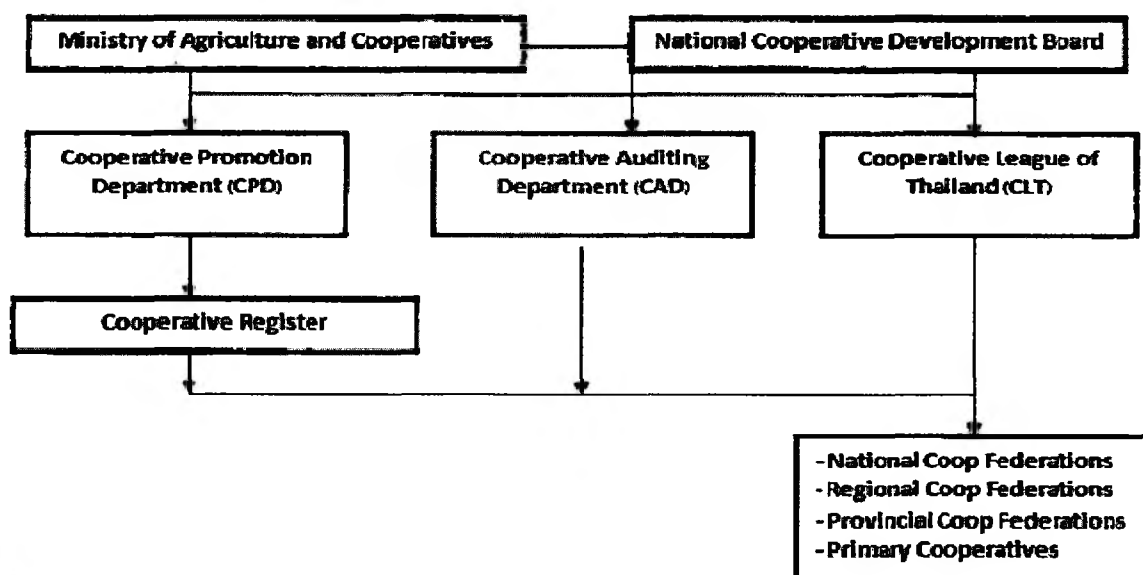 Ministry of Agriculture and Cooperatives
National Cooperative Development Board
Cooperative Promotion
Department (CPD)
Cooperative Auditing
Department (CAD)
Cooperative League of
Thailand (CLT)
Cooperative Register
-National Coop Federations
-Regional Coop Federations
-Provincial Coop Federations
-Primary Cooperatives